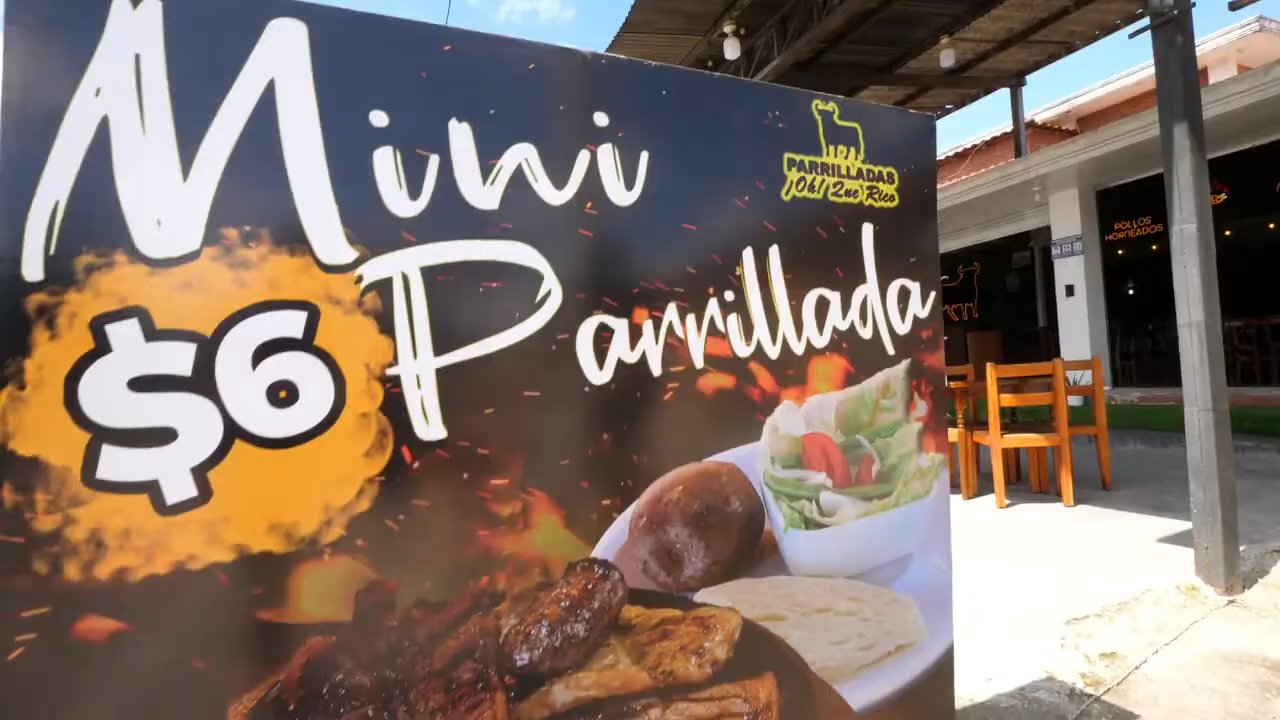 Mini
Parrillada
$6
PARRILLADAS
¡Oh! Que Rico
POLLOS
HORNEADOS